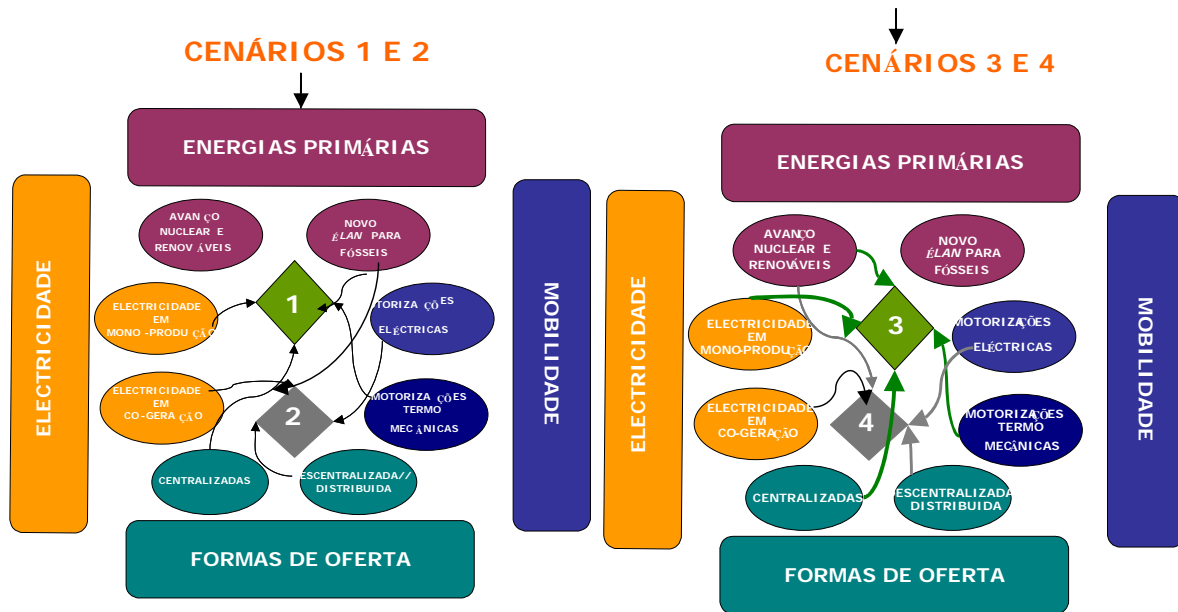 CENÁRIOS 1 E 2
ENERGIAS PRIMÁRIAS
ELECTRICIDADE
MOBILIDADE
AVANÇO
NUCLEAR E
RENOVÁVEIS
NOVO
ÉLAN PARA
FÓSSEIS
1
ELECTRICIDADE
EM
MONO-PRODUÇÃO
OTORIZAÇÕES
ELÉCTRICAS
ELECTRICIDADE
EM
CO-GERAÇÃO
2
MOTORIZAÇÕES
TERMO
MECÂNICAS
CENTRALIZADAS
ESCENTRALIZADA//
DISTRIBUIDA
FORMAS DE OFERTA
CENÁRIOS 3 E 4
ENERGIAS PRIMÁRIAS
ELECTRICIDADE
MOBILIDADE
AVANÇO
NUCLEAR E
RENOVÁVEIS
NOVO
ÉLAN PARA
FÓSSEIS
3
ELECTRICIDADE
EM
MONO-PRODUÇÃO
MOTORIZAÇÕES
ELÉCTRICAS
ELECTRICIDADE
EM
CO-GERAÇÃO
4
MOTORIZAÇÕES
TERMO
MECÂNICAS
CENTRALIZADAS
ESCENTRALIZADA/
DISTRIBUIDA
FORMAS DE OFERTA